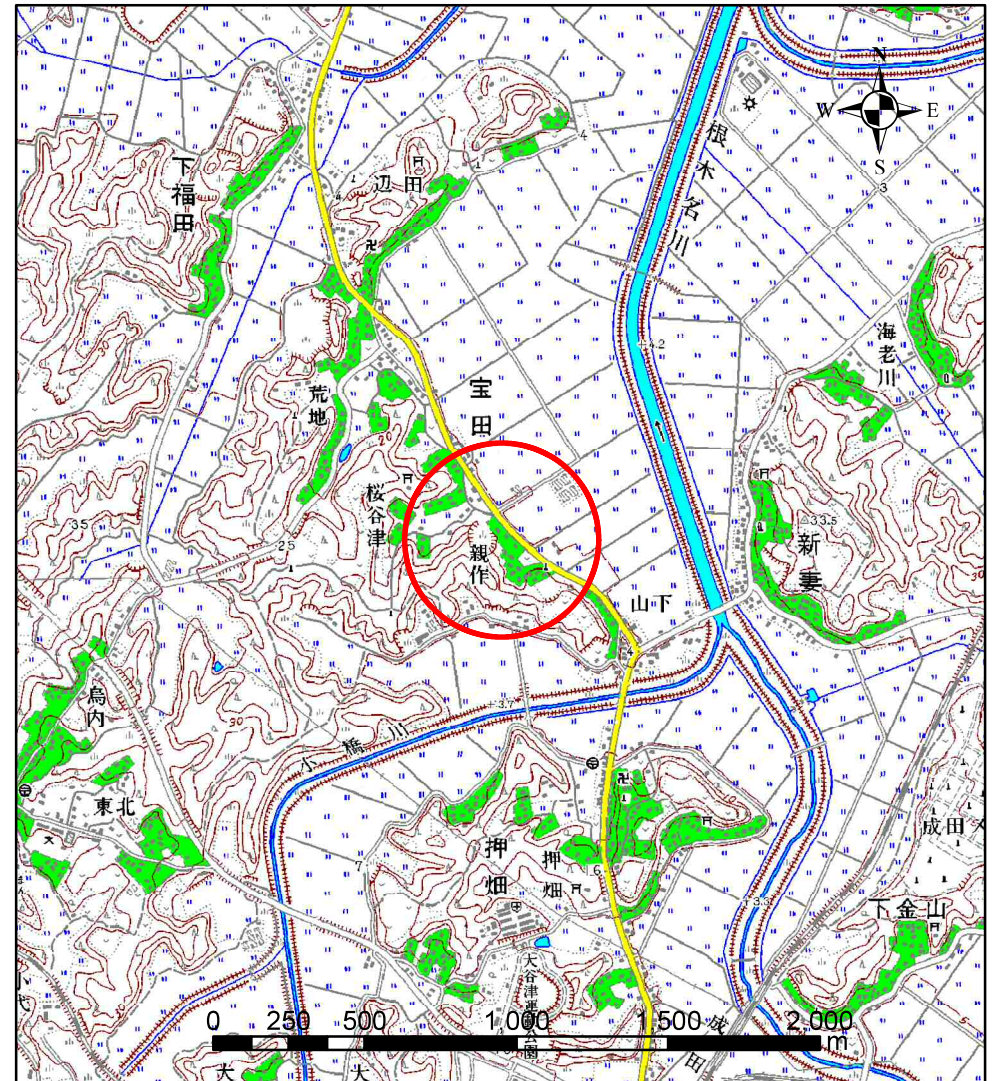 N
W
E
S
根木名川
3
4
下福田
辺田
4
海老川
4.2
宝田
荒地
20
桜谷津
33.5
新妻
35
25
親作
山下
4
鳥内
30
30
3.7
小橋川
東北
成田
7
押畑
押畑
6
3.3
下金山
大谷津運動公園
0 250 500 1,000 1,500 2,000
m
成田
大
大